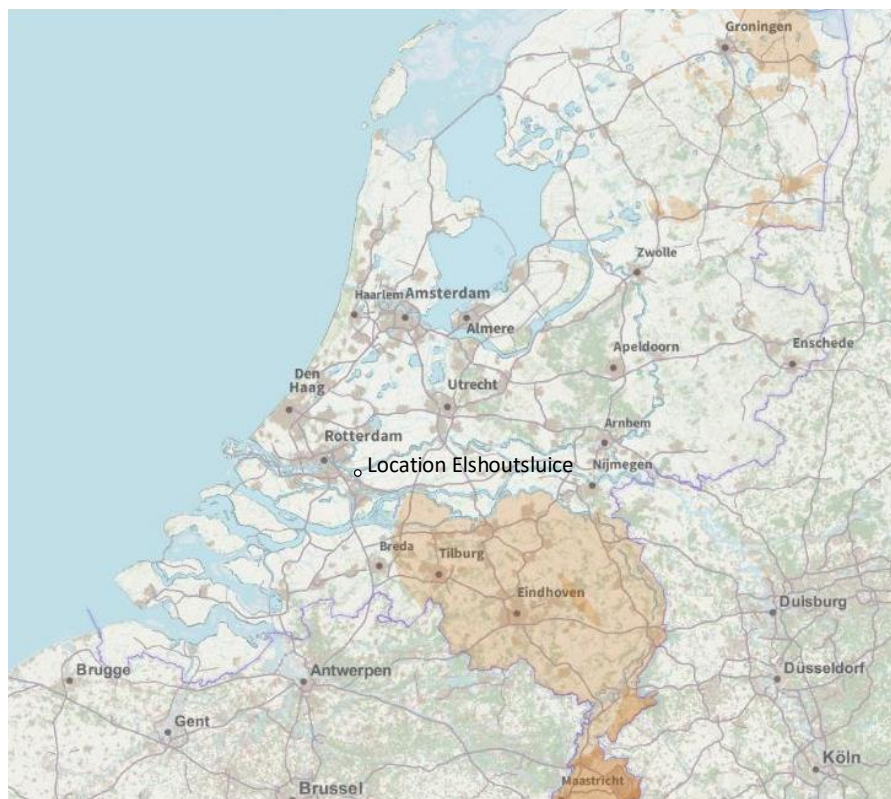 Groningen
Zwolle
Haarlem
Amsterdam
Almere
Apeldoorn
Enschede
Den
Haag
Utrecht
Arnhem
Rotterdam
Location Elshoutsluice
Nijmegen
Breda
Tilburg
Eindhoven
Duisburg
Brugge
Antwerpen
Düsseldorf
Gent
Köln
Maastricht
Brussel